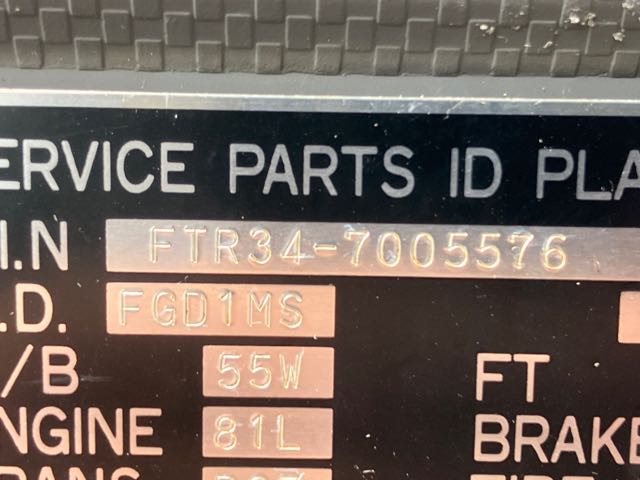 ERVICE PARTS ID PLA
I.N FTR34-7005576
.D. FGD1MS
/B 55W FT
NGINE 81L BRAKE